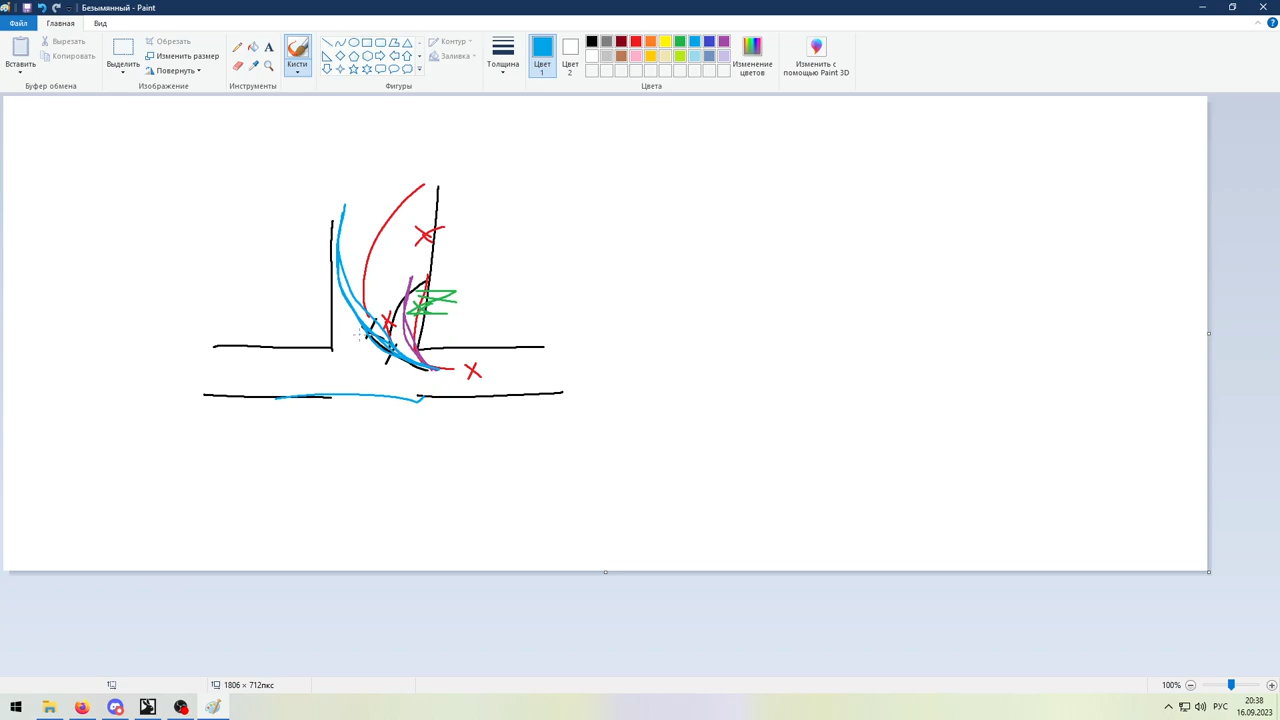 Безымянный - Paint
Файл Главная Вид
Вставить
Вырезать
Копировать
Буфер обмена
Выделить
Обрезать
Изменить размер
Повернуть
Изображение
A
Инструменты
Кисти
Контур
Заливка
Фигуры
Толщина
Цвет 1
Цвет 2
Изменение цветов
Изменить с помощью Paint 3D
Цвета
1806 × 712пкс
100%
РУС
20:38
16.09.2023